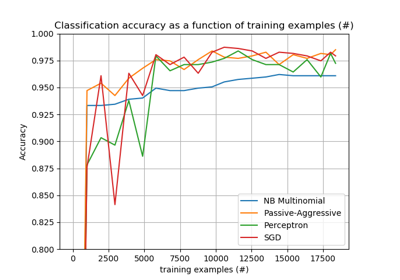 Classification accuracy as a function of training examples (#)
1.000
0.975
0.950
0.925
0.900
0.875
0.850
0.825
0.800
Accuracy
NB Multinomial
Passive-Aggressive
Perceptron
SGD
0 2500 5000 7500 10000 12500 15000 17500
training examples (#)